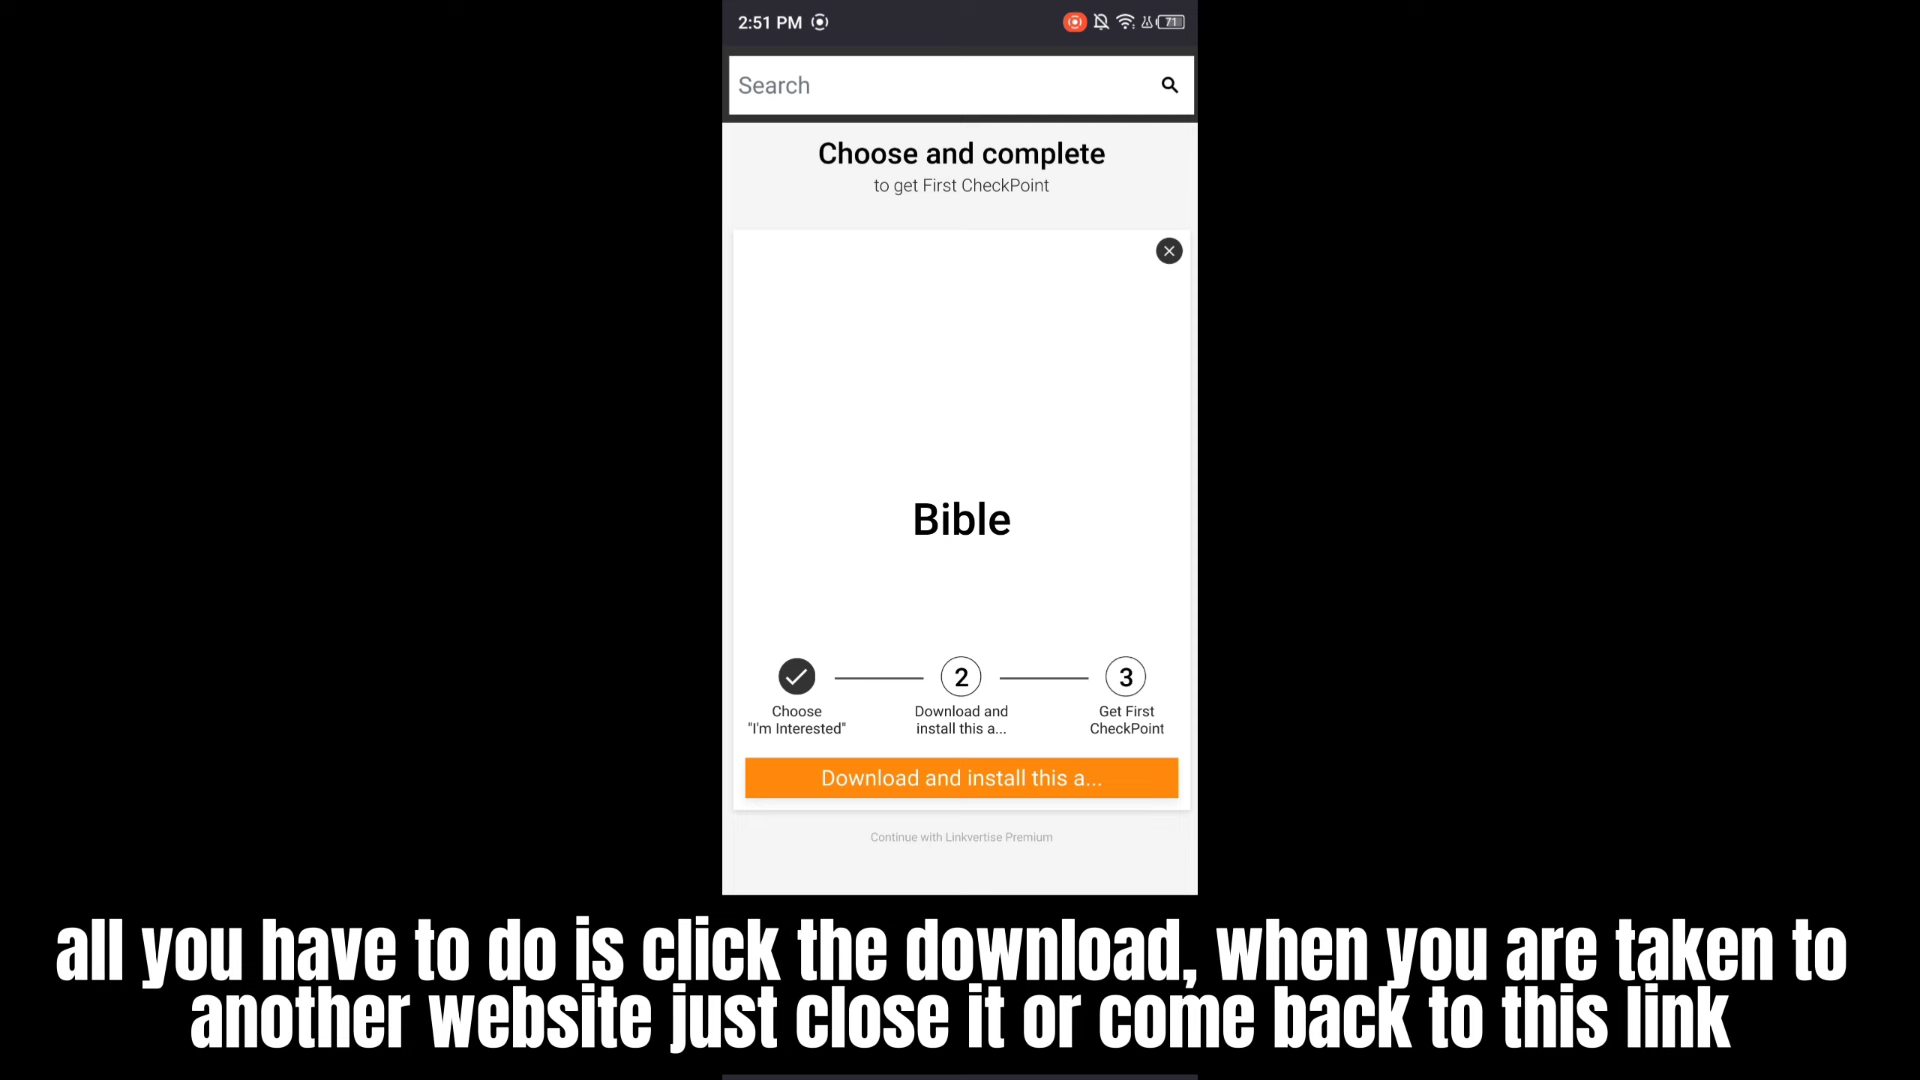 2:51 PM
71
Search
Choose and complete
to get First CheckPoint
Bible
2
3
Choose
"I'm Interested"
Download and
install this a...
Get First
CheckPoint
Download and install this a...
Continue with Linkvertise Premium
all you have to do is click the download, when you are taken to
another website just close it or come back to this link